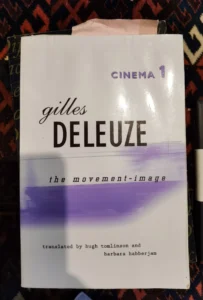 CINEMA 1
gilles
DELEUZE
the movement-image
translated by hugh tomlinson and
barbara habberjam